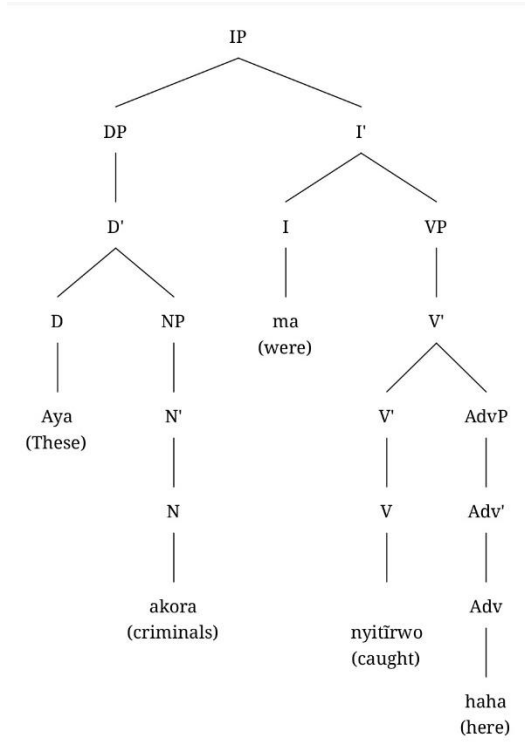 IP
DP I'
D' I VP
D NP ma V'
(were)
Aya N' V' AdvP
(These)
N V Adv'
akora nyitĩrwo Adv
(criminals) (caught)
haha
(here)